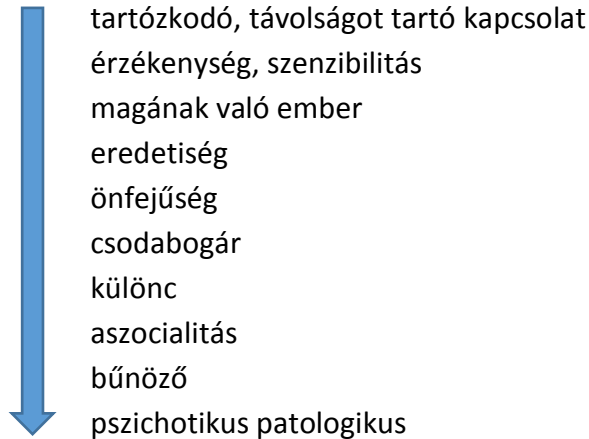 tartózkodó, távolságot tartó kapcsolat
érzékenység, szenzibilitás
magának való ember
eredetiség
önfejűség
csodabogár
különc
aszocialitás
bűnöző
pszichotikus patologikus